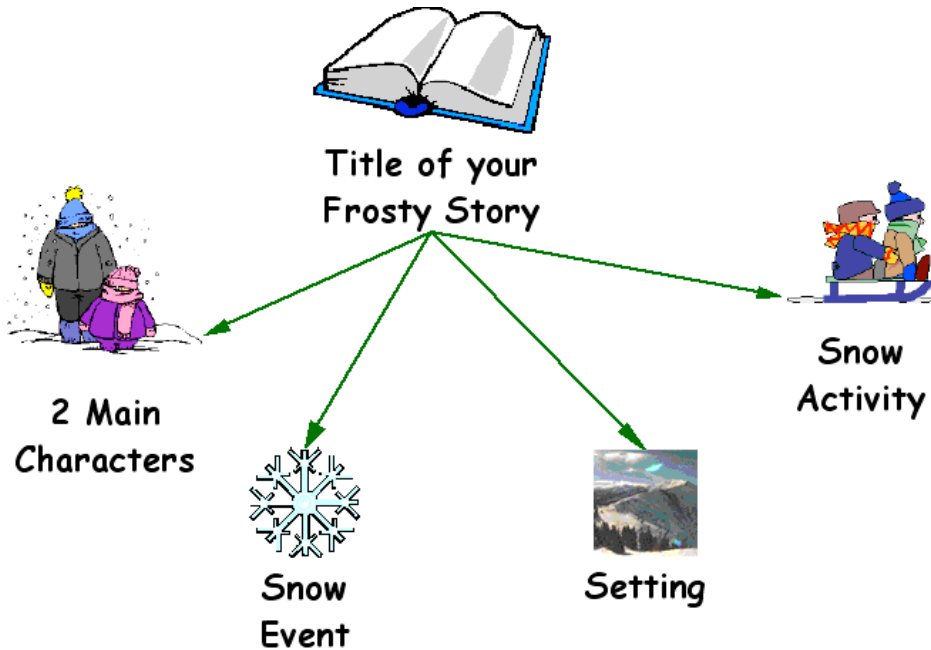 Title of your
Frosty Story
2 Main
Characters
Snow
Event
Setting
Snow
Activity